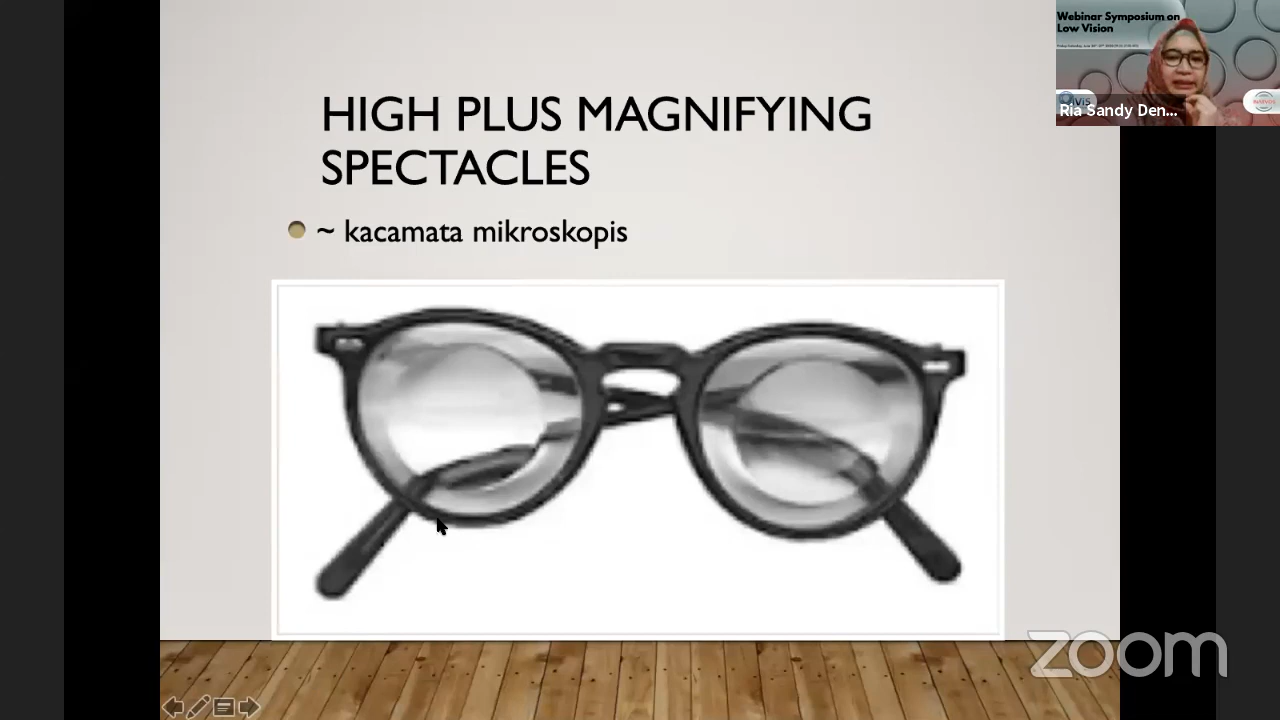 HIGH PLUS MAGNIFYING
SPECTACLES
~ kacamata mikroskopis
Webinar Symposium on
Low Vision
Ria Sandy Den...
zoom